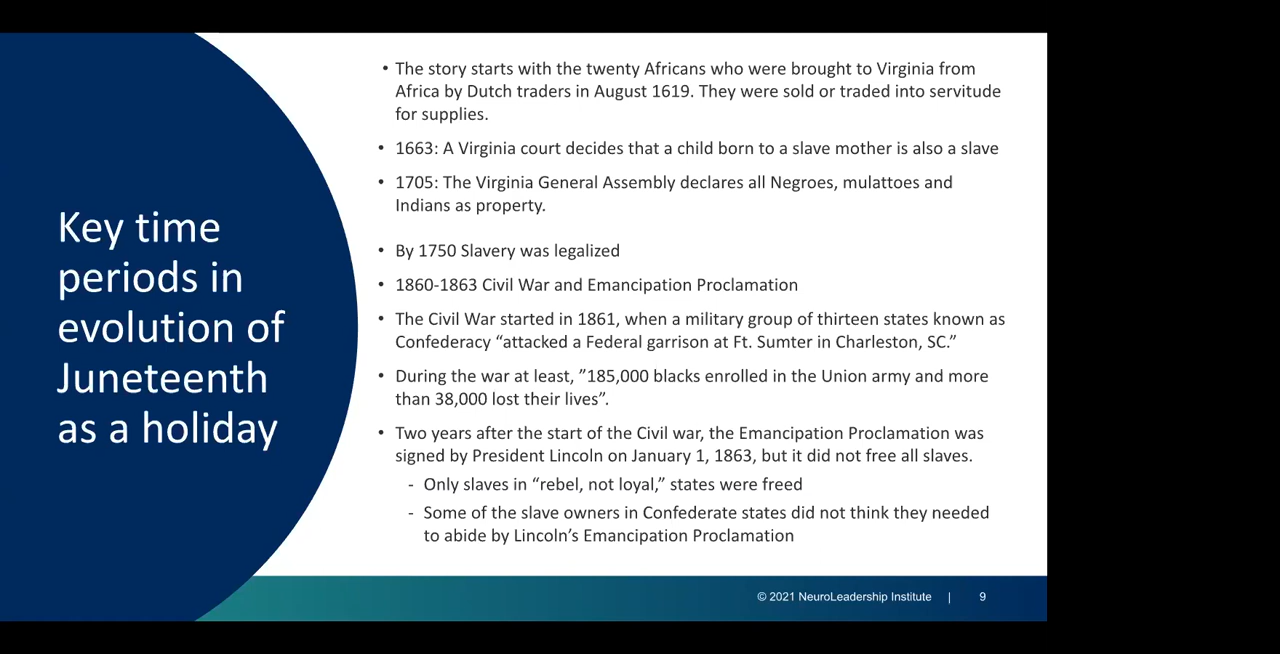 Key time
periods in
evolution of
Juneteenth
as a holiday
• The story starts with the twenty Africans who were brought to Virginia from
Africa by Dutch traders in August 1619. They were sold or traded into servitude
for supplies.
• 1663: A Virginia court decides that a child born to a slave mother is also a slave
• 1705: The Virginia General Assembly declares all Negroes, mulattoes and
Indians as property.
• By 1750 Slavery was legalized
• 1860-1863 Civil War and Emancipation Proclamation
• The Civil War started in 1861, when a military group of thirteen states known as
Confederacy “attacked a Federal garrison at Ft. Sumter in Charleston, SC.”
• During the war at least, ”185,000 blacks enrolled in the Union army and more
than 38,000 lost their lives”.
• Two years after the start of the Civil war, the Emancipation Proclamation was
signed by President Lincoln on January 1, 1863, but it did not free all slaves.
- Only slaves in “rebel, not loyal,” states were freed
- Some of the slave owners in Confederate states did not think they needed
to abide by Lincoln’s Emancipation Proclamation
© 2021 NeuroLeadership Institute | 9